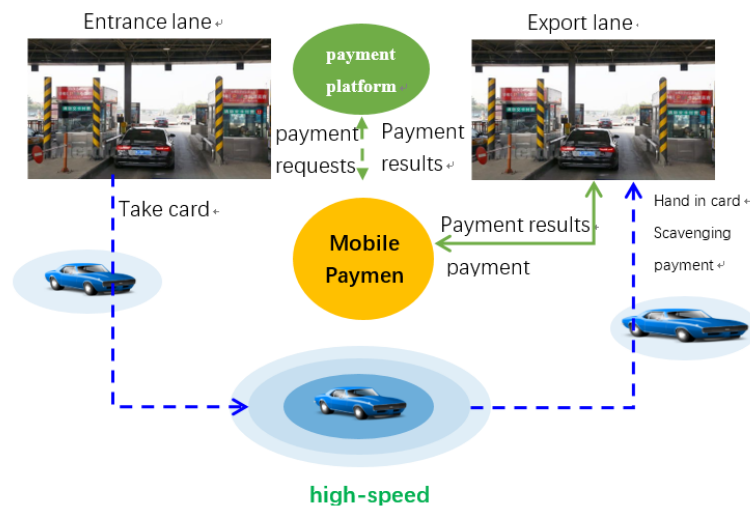 Entrance lane
Export lane
payment
platform
payment
requests
Payment
results
Take card
Mobile
Paymen
Payment results
payment
Hand in card
Scavenging
payment
high-speed